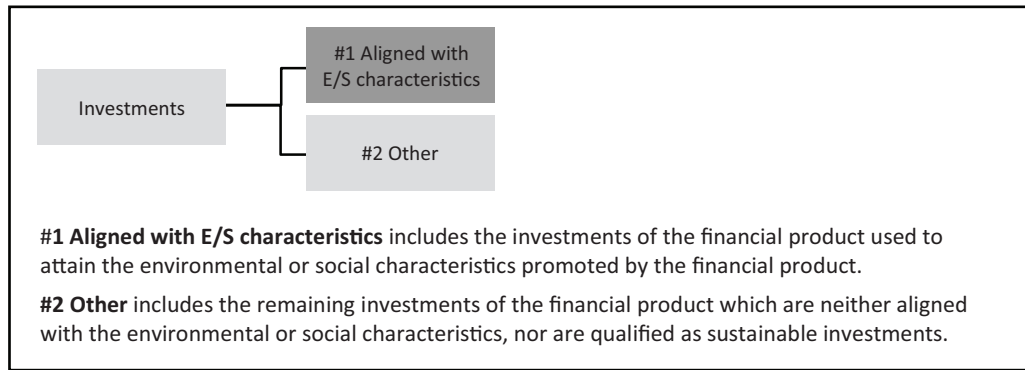 #1 Aligned with
E/S characteristics
Investments
#2 Other
#1 Aligned with E/S characteristics includes the investments of the financial product used to
attain the environmental or social characteristics promoted by the financial product.
#2 Other includes the remaining investments of the financial product which are neither aligned
with the environmental or social characteristics, nor are qualified as sustainable investments.